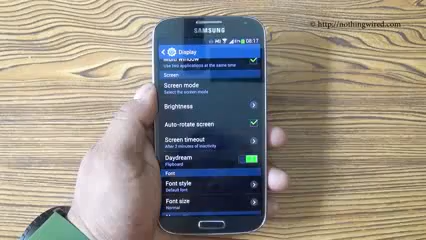 © http://nothingwired.com
SAMSUNG
08:17
Display
Multi window
Use two applications at the same time
Screen
Screen mode
Select the screen mode
Brightness
Auto-rotate screen
Screen timeout
After 2 minutes of inactivity
Daydream
Font
Font style
Default font
Font size
Normal